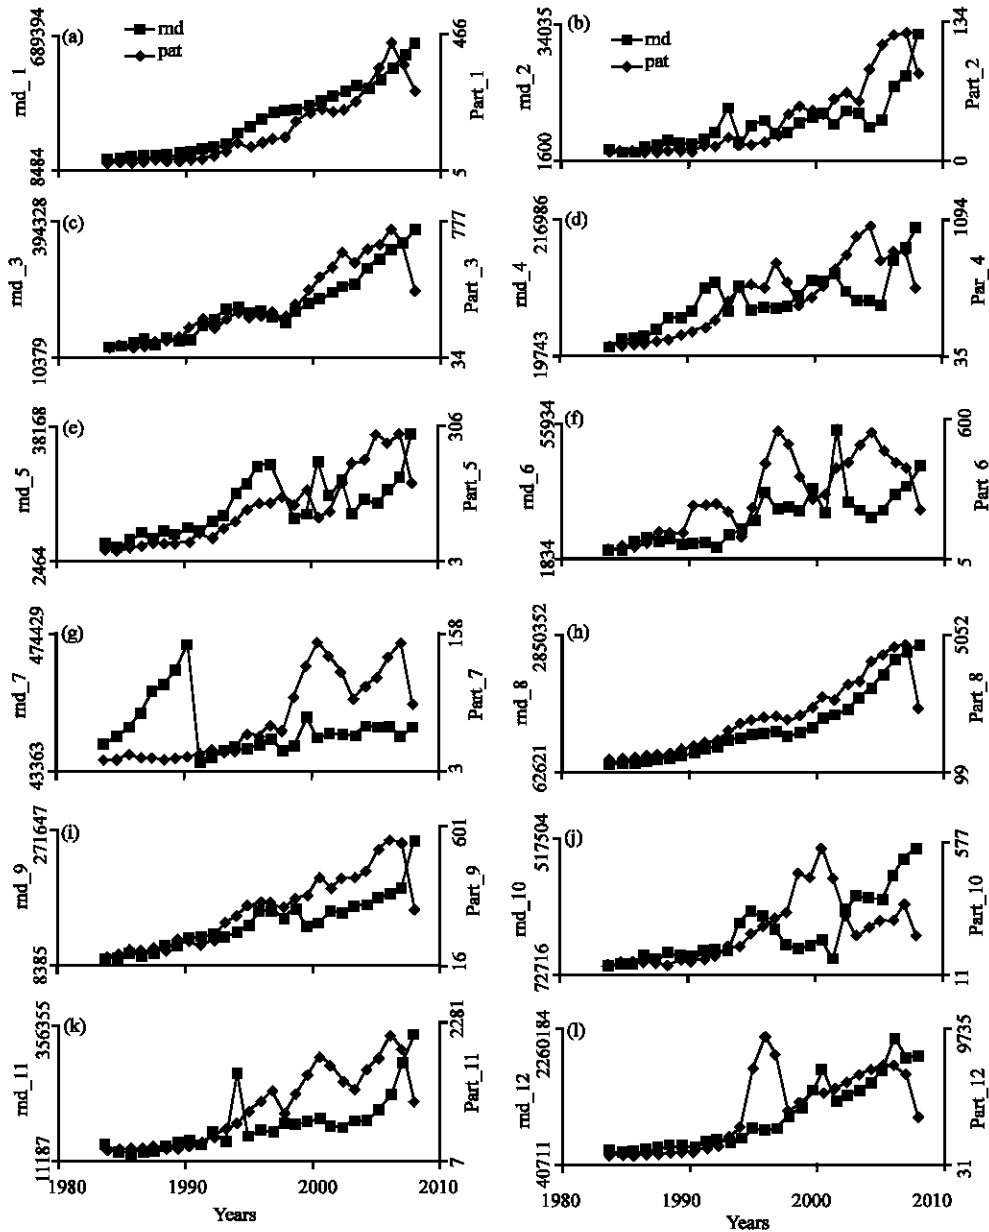 (a)
rnd
pat
689394
8484
rnd_1
466
5
Part_1
1980
1990
2000
2010
(b)
rnd
pat
34035
1600
rnd_2
134
0
Part_2
(c)
394328
10379
rnd_3
777
34
Part_3
(d)
216986
19743
rnd_4
1094
35
Par_4
(e)
38168
2464
rnd_5
306
3
Part_5
(f)
55934
1834
rnd_6
600
5
Part 6
(g)
474429
43363
rnd_7
158
3
Part_7
(h)
2850352
62621
rnd_8
5052
99
Part_8
(i)
271647
8385
rnd_9
601
16
Part_9
(j)
517504
72716
rnd_10
577
11
Part_10
(k)
356355
11187
rnd_11
2281
7
Part_11
1980
1990
2000
2010
Years
(l)
2260184
40711
rnd_12
9735
31
Part_12
1980
1990
2000
2010
Years